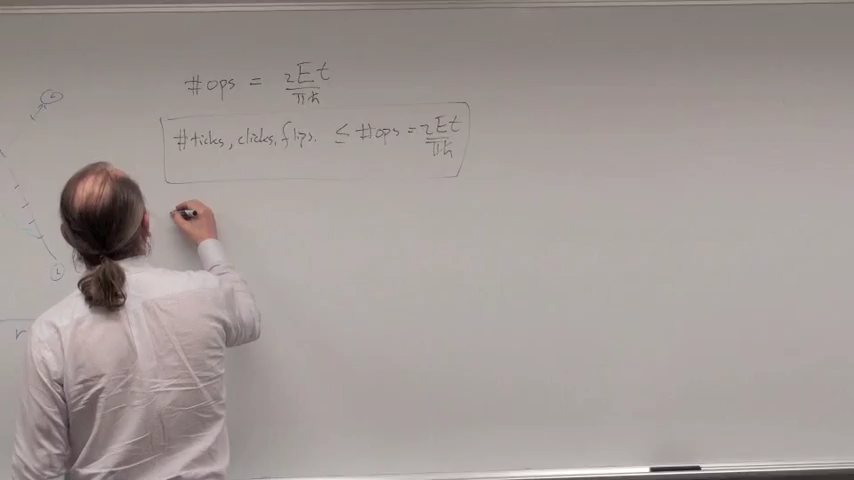 #ops = 2Et/πħ
#ticks, clicks, flips. ≤ #ops = 2Et/πħ
r